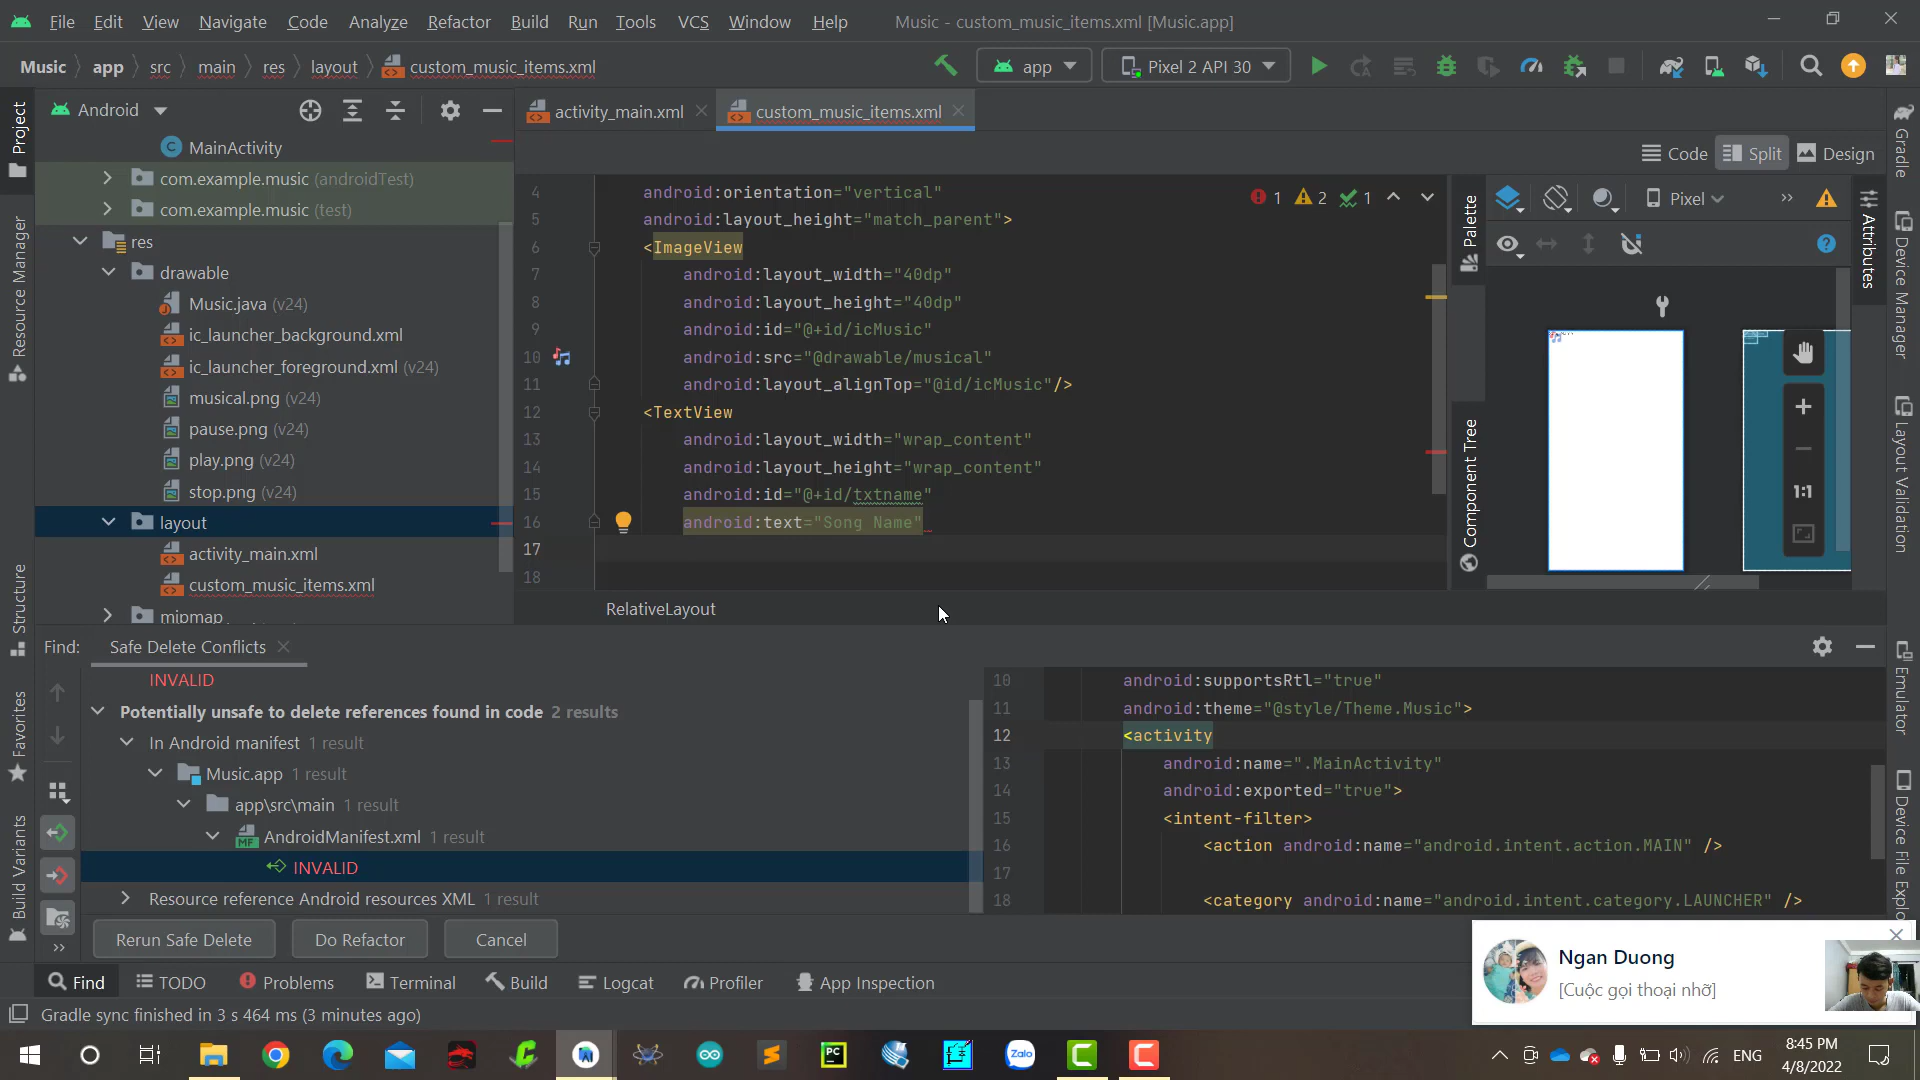 File Edit View Navigate Code Analyze Refactor Build Run Tools VCS Window Help Music - custom_music_items.xml [Music.app]
Music app src main res layout custom_music_items.xml app Pixel 2 API 30
Project
Android
activity_main.xml custom_music_items.xml
Code Split Design
MainActivity
com.example.music (androidTest)
com.example.music (test)
res
drawable
Music.java (v24)
ic_launcher_background.xml
ic_launcher_foreground.xml (v24)
musical.png (v24)
pause.png (v24)
play.png (v24)
stop.png (v24)
layout
activity_main.xml
custom_music_items.xml
mipmap
4 android:orientation="vertical"
5 android:layout_height="match_parent">
6 <ImageView
7 android:layout_width="40dp"
8 android:layout_height="40dp"
9 android:id="@+id/icMusic"
10 android:src="@drawable/musical"
11 android:layout_alignTop="@id/icMusic"/>
12 <TextView
13 android:layout_width="wrap_content"
14 android:layout_height="wrap_content"
15 android:id="@+id/txtname"
16 android:text="Song Name"
17
18
1 2 1
RelativeLayout
Palette
Component Tree
Pixel
1:1
Attributes
Gradle
Device Manager
Layout Validation
Emulator
Device File Explo
Resource Manager
Structure
Favorites
Build Variants
Find: Safe Delete Conflicts
INVALID
Potentially unsafe to delete references found in code 2 results
In Android manifest 1 result
Music.app 1 result
app\src\main 1 result
AndroidManifest.xml 1 result
INVALID
Resource reference Android resources XML 1 result
Rerun Safe Delete Do Refactor Cancel
10 android:supportsRtl="true"
11 android:theme="@style/Theme.Music">
12 <activity
13 android:name=".MainActivity"
14 android:exported="true">
15 <intent-filter>
16 <action android:name="android.intent.action.MAIN" />
17
18 <category android:name="android.intent.category.LAUNCHER" />
Ngan Duong
[Cuộc gọi thoại nhỡ]
Find TODO Problems Terminal Build Logcat Profiler App Inspection
Gradle sync finished in 3 s 464 ms (3 minutes ago)
PC
Zalo
ENG
8:45 PM
4/8/2022